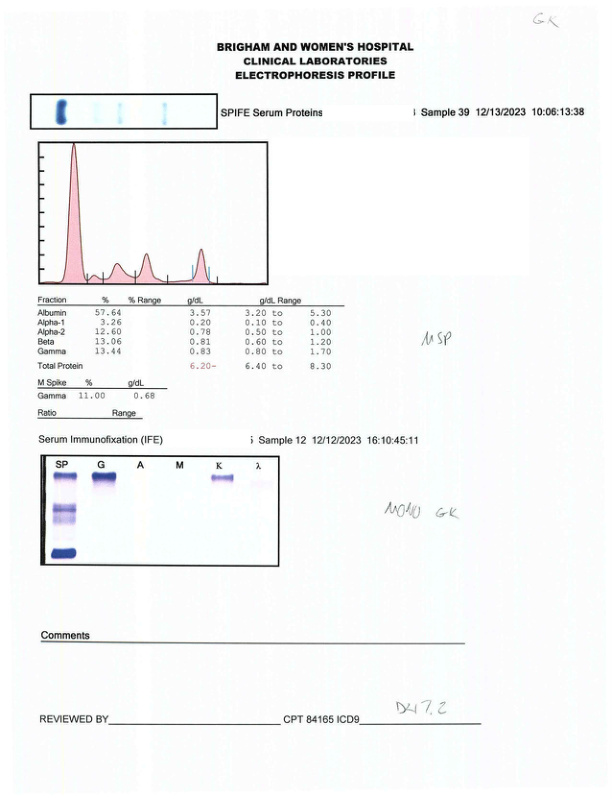 GK
BRIGHAM AND WOMEN'S HOSPITAL
CLINICAL LABORATORIES
ELECTROPHORESIS PROFILE
SPIFE Serum Proteins Sample 39 12/13/2023 10:06:13:38
Fraction % % Range g/dL g/dL Range
Albumin 57.64 3.57 3.20 to 5.30
Alpha-1 3.26 0.20 0.10 to 0.40
Alpha-2 12.60 0.78 0.50 to 1.00
Beta 13.06 0.81 0.60 to 1.20
Gamma 13.44 0.83 0.80 to 1.70
Total Protein 6.20- 6.40 to 8.30
MSP
M Spike % g/dL
Gamma 11.00 0.68
Ratio Range
Serum Immunofixation (IFE) Sample 12 12/12/2023 16:10:45:11
SP G A M K λ
MONO GK
Comments
REVIEWED BY CPT 84165 ICD9 D47.2